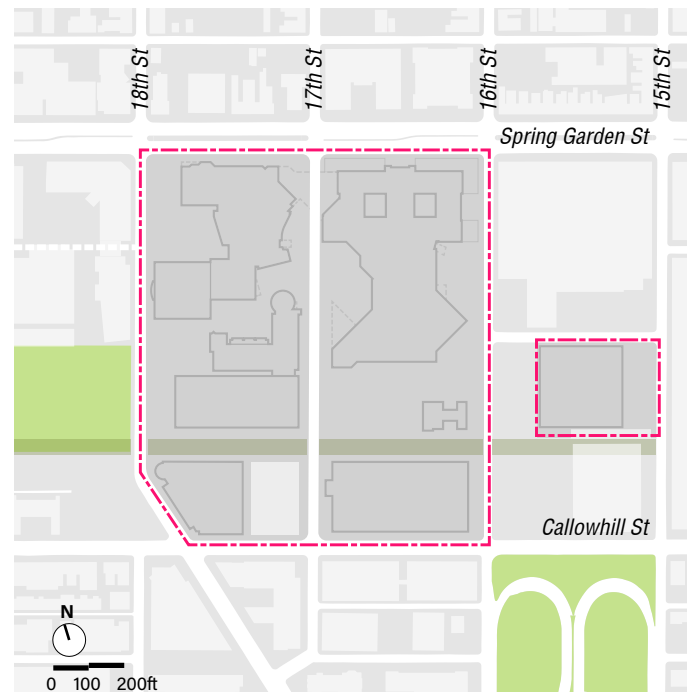 18th St
17th St
16th St
15th St
Spring Garden St
Callowhill St
N
0 100 200ft